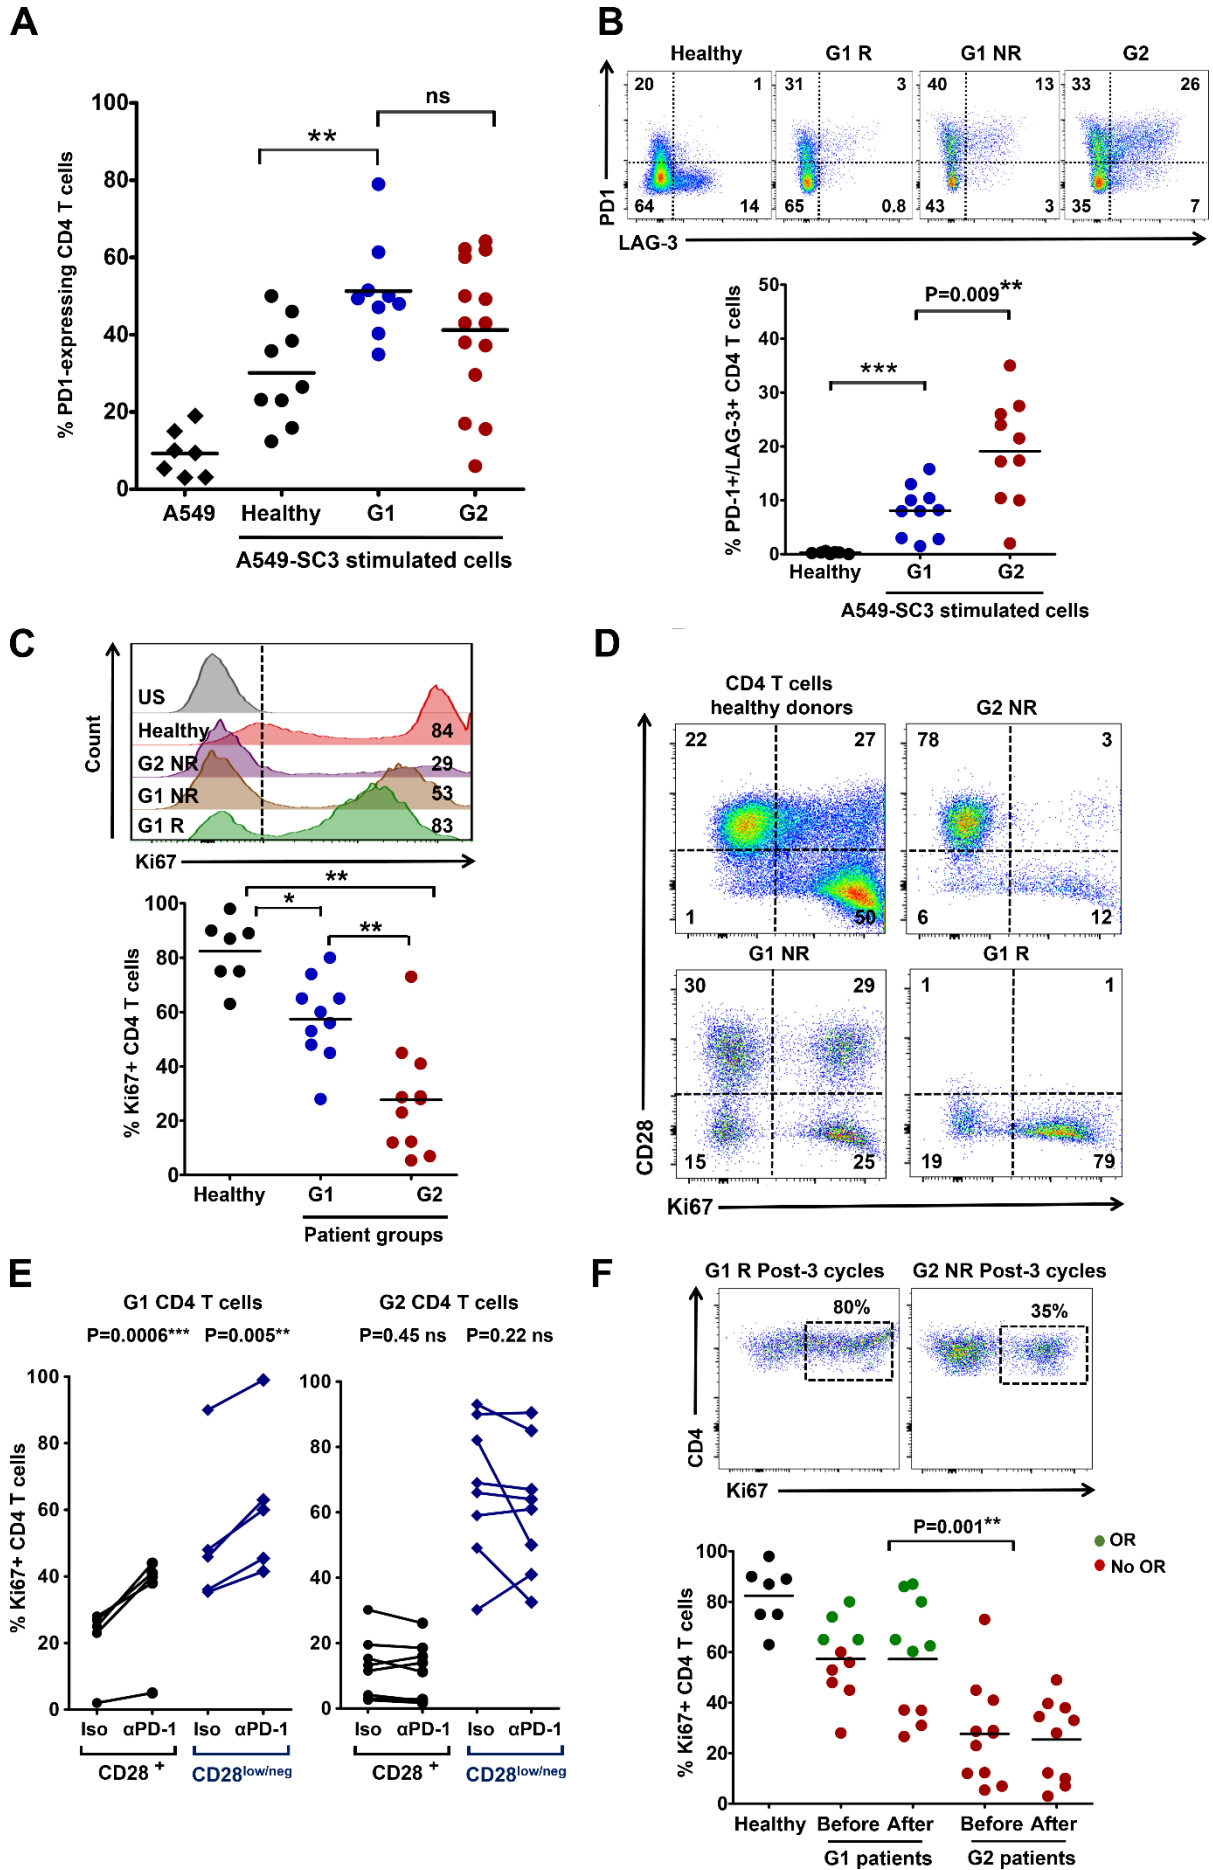 A
% PD1-expressing CD4 T cells
100
80
60
40
20
0
**
ns
A549
Healthy
G1
G2
A549-SC3 stimulated cells
B
Healthy
G1 R
G1 NR
G2
20
1
64
14
31
3
65
0.8
40
13
43
3
33
26
35
7
PD1
LAG-3
% PD-1+/LAG-3+ CD4 T cells
50
40
30
20
10
0
***
P=0.009**
Healthy
G1
G2
A549-SC3 stimulated cells
C
Count
US
Healthy
84
G2 NR
29
G1 NR
53
G1 R
83
Ki67
% Ki67+ CD4 T cells
100
80
60
40
20
0
**
*
**
Healthy
G1
G2
Patient groups
D
CD4 T cells
healthy donors
22
27
1
50
G2 NR
78
3
6
12
G1 NR
30
29
15
25
G1 R
1
1
19
79
CD28
Ki67
E
G1 CD4 T cells
P=0.0006***
P=0.005**
% Ki67+ CD4 T cells
100
80
60
40
20
0
Iso
αPD-1
Iso
αPD-1
CD28 +
CD28low/neg
G2 CD4 T cells
P=0.45 ns
P=0.22 ns
100
80
60
40
20
0
Iso
αPD-1
Iso
αPD-1
CD28 +
CD28low/neg
F
G1 R Post-3 cycles
G2 NR Post-3 cycles
80%
35%
CD4
Ki67
% Ki67+ CD4 T cells
100
80
60
40
20
0
P=0.001**
OR
No OR
Healthy
Before
After
Before
After
G1 patients
G2 patients